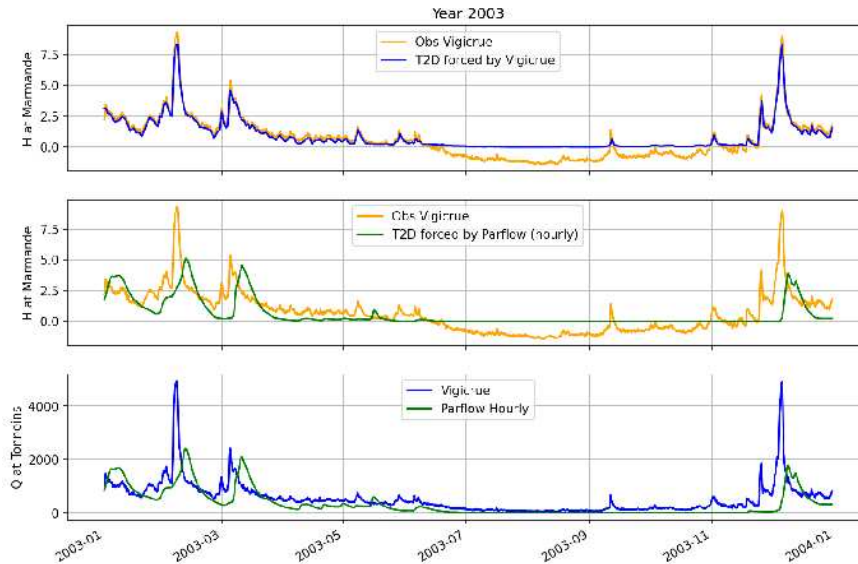 Year 2003
H at Marmande
7.5
5.0
2.5
0.0
Obs Vigicrue
T2D forced by Vigicrue
H at Marmande
7.5
5.0
2.5
0.0
Obs Vigicrue
T2D forced by Parflow (hourly)
Q at Tonneins
4000
2000
0
Vigicrue
Parflow Hourly
2003-01
2003-03
2003-05
2003-07
2003-09
2003-11
2004-01